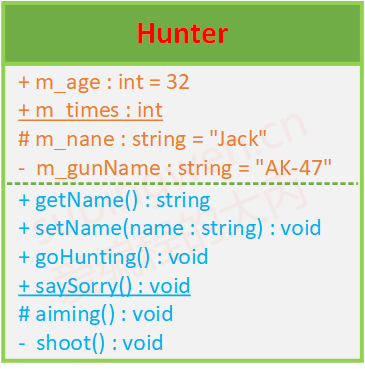 Hunter
+ m_age : int = 32
+ m_times : int
# m_nane : string = "Jack"
- m_gunName : string = "AK-47"
+ getName() : string
+ setName(name : string) : void
+ goHunting() : void
+ saySorry() : void
# aiming() : void
- shoot() : void